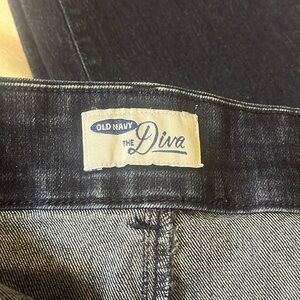 OLD NAVY
THE Diva